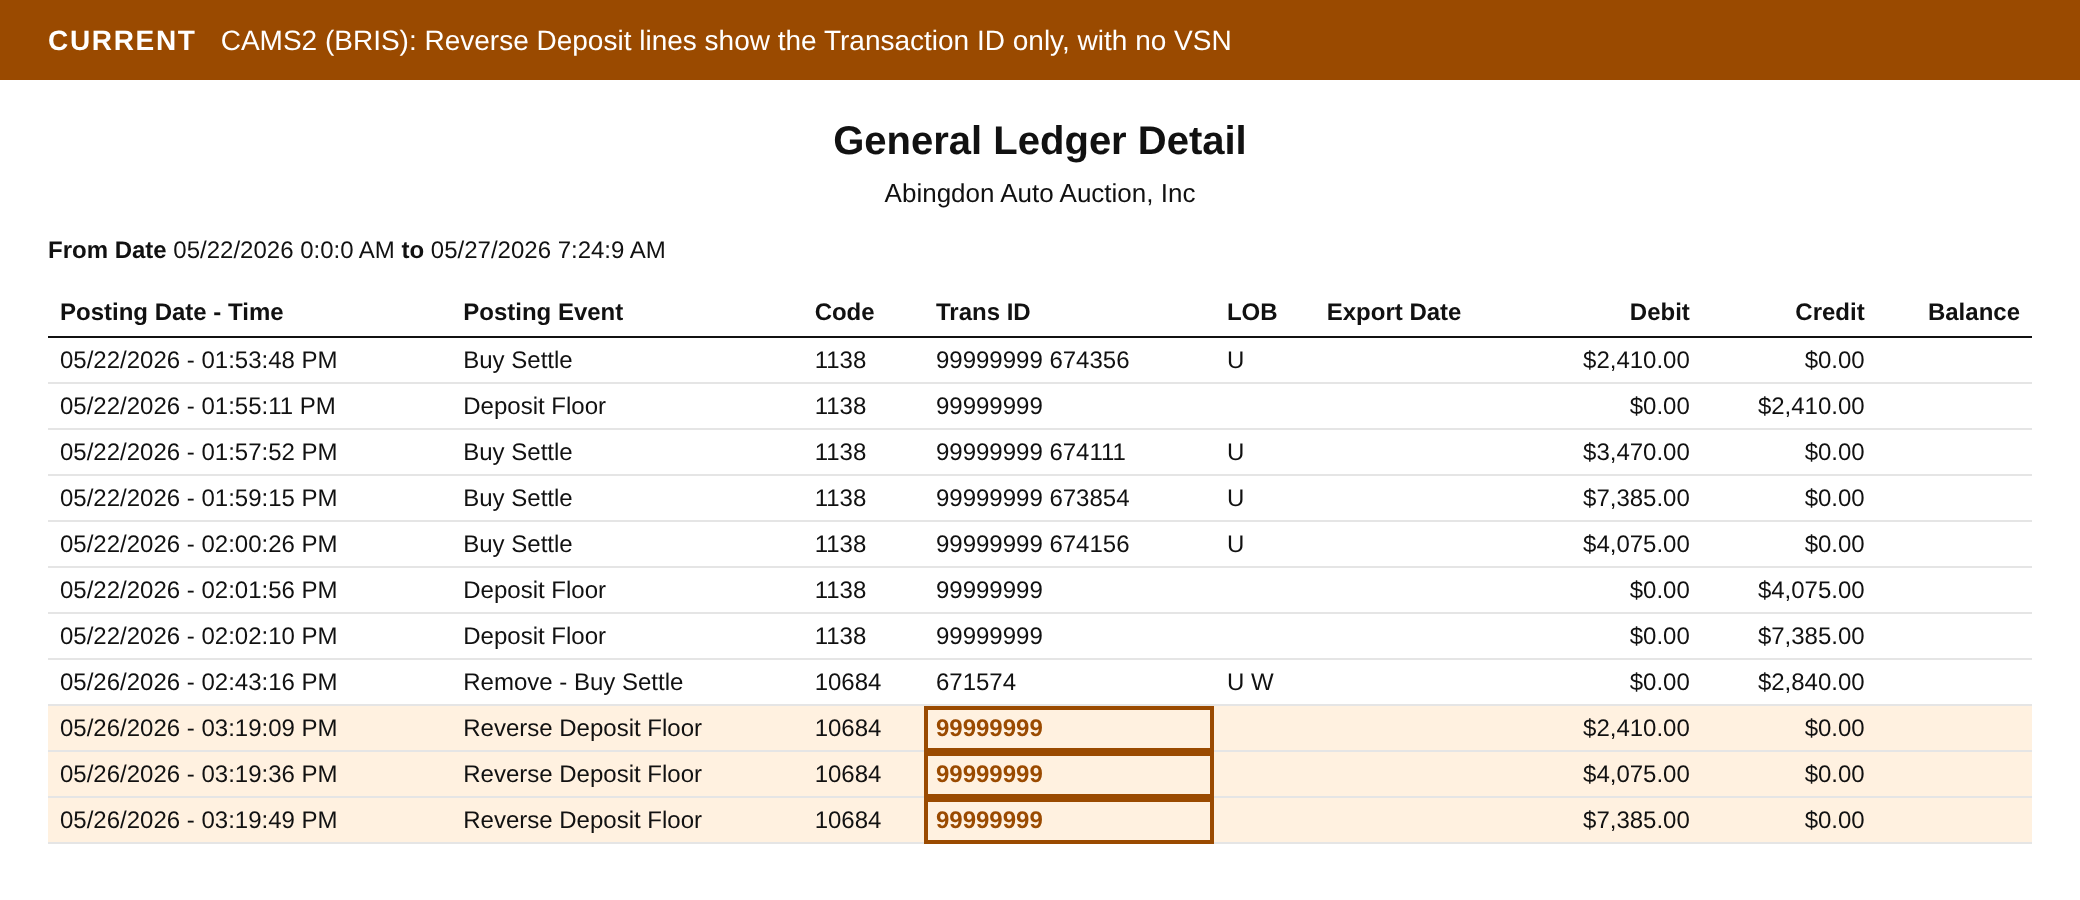 CURRENT CAMS2 (BRIS): Reverse Deposit lines show the Transaction ID only, with no VSN
General Ledger Detail
Abingdon Auto Auction, Inc
From Date 05/22/2026 0:0:0 AM to 05/27/2026 7:24:9 AM
Posting Date - Time Posting Event Code Trans ID LOB Export Date Debit Credit Balance
05/22/2026 - 01:53:48 PM Buy Settle 1138 99999999 674356 U $2,410.00 $0.00
05/22/2026 - 01:55:11 PM Deposit Floor 1138 99999999 $0.00 $2,410.00
05/22/2026 - 01:57:52 PM Buy Settle 1138 99999999 674111 U $3,470.00 $0.00
05/22/2026 - 01:59:15 PM Buy Settle 1138 99999999 673854 U $7,385.00 $0.00
05/22/2026 - 02:00:26 PM Buy Settle 1138 99999999 674156 U $4,075.00 $0.00
05/22/2026 - 02:01:56 PM Deposit Floor 1138 99999999 $0.00 $4,075.00
05/22/2026 - 02:02:10 PM Deposit Floor 1138 99999999 $0.00 $7,385.00
05/26/2026 - 02:43:16 PM Remove - Buy Settle 10684 671574 U W $0.00 $2,840.00
05/26/2026 - 03:19:09 PM Reverse Deposit Floor 10684 99999999 $2,410.00 $0.00
05/26/2026 - 03:19:36 PM Reverse Deposit Floor 10684 99999999 $4,075.00 $0.00
05/26/2026 - 03:19:49 PM Reverse Deposit Floor 10684 99999999 $7,385.00 $0.00